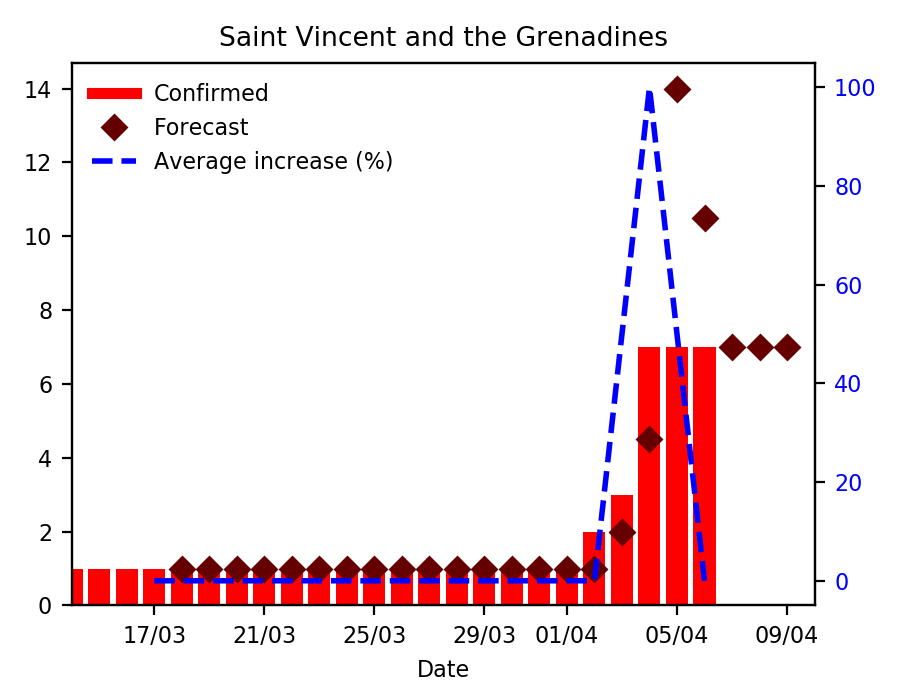 Saint Vincent and the Grenadines
Confirmed
Forecast
Average increase (%)
14
12
10
8
6
4
2
0
100
80
60
40
20
0
17/03 21/03 25/03 29/03 01/04 05/04 09/04
Date